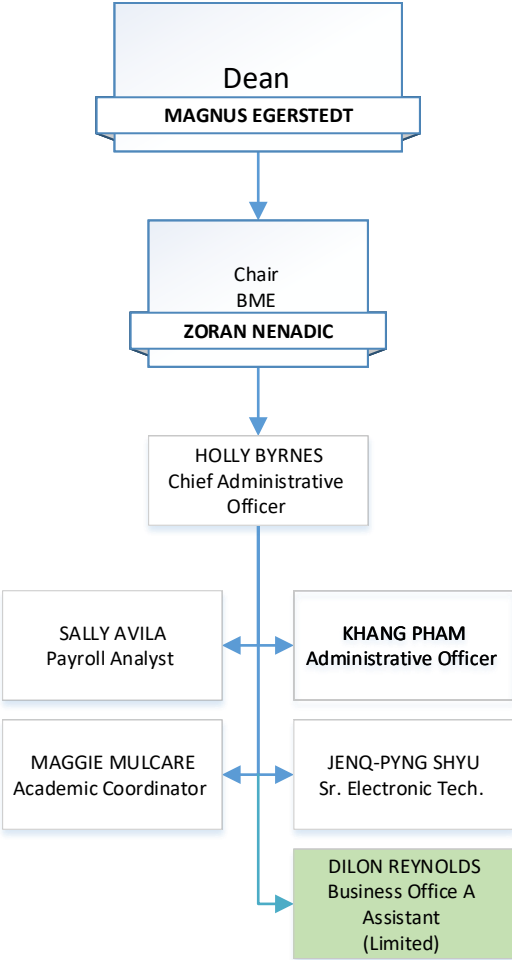 Dean
MAGNUS EGERSTEDT
Chair
BME
ZORAN NENADIC
HOLLY BYRNES
Chief Administrative
Officer
SALLY AVILA
Payroll Analyst
KHANG PHAM
Administrative Officer
MAGGIE MULCARE
Academic Coordinator
JENQ-PYNG SHYU
Sr. Electronic Tech.
DILON REYNOLDS
Business Office A
Assistant
(Limited)